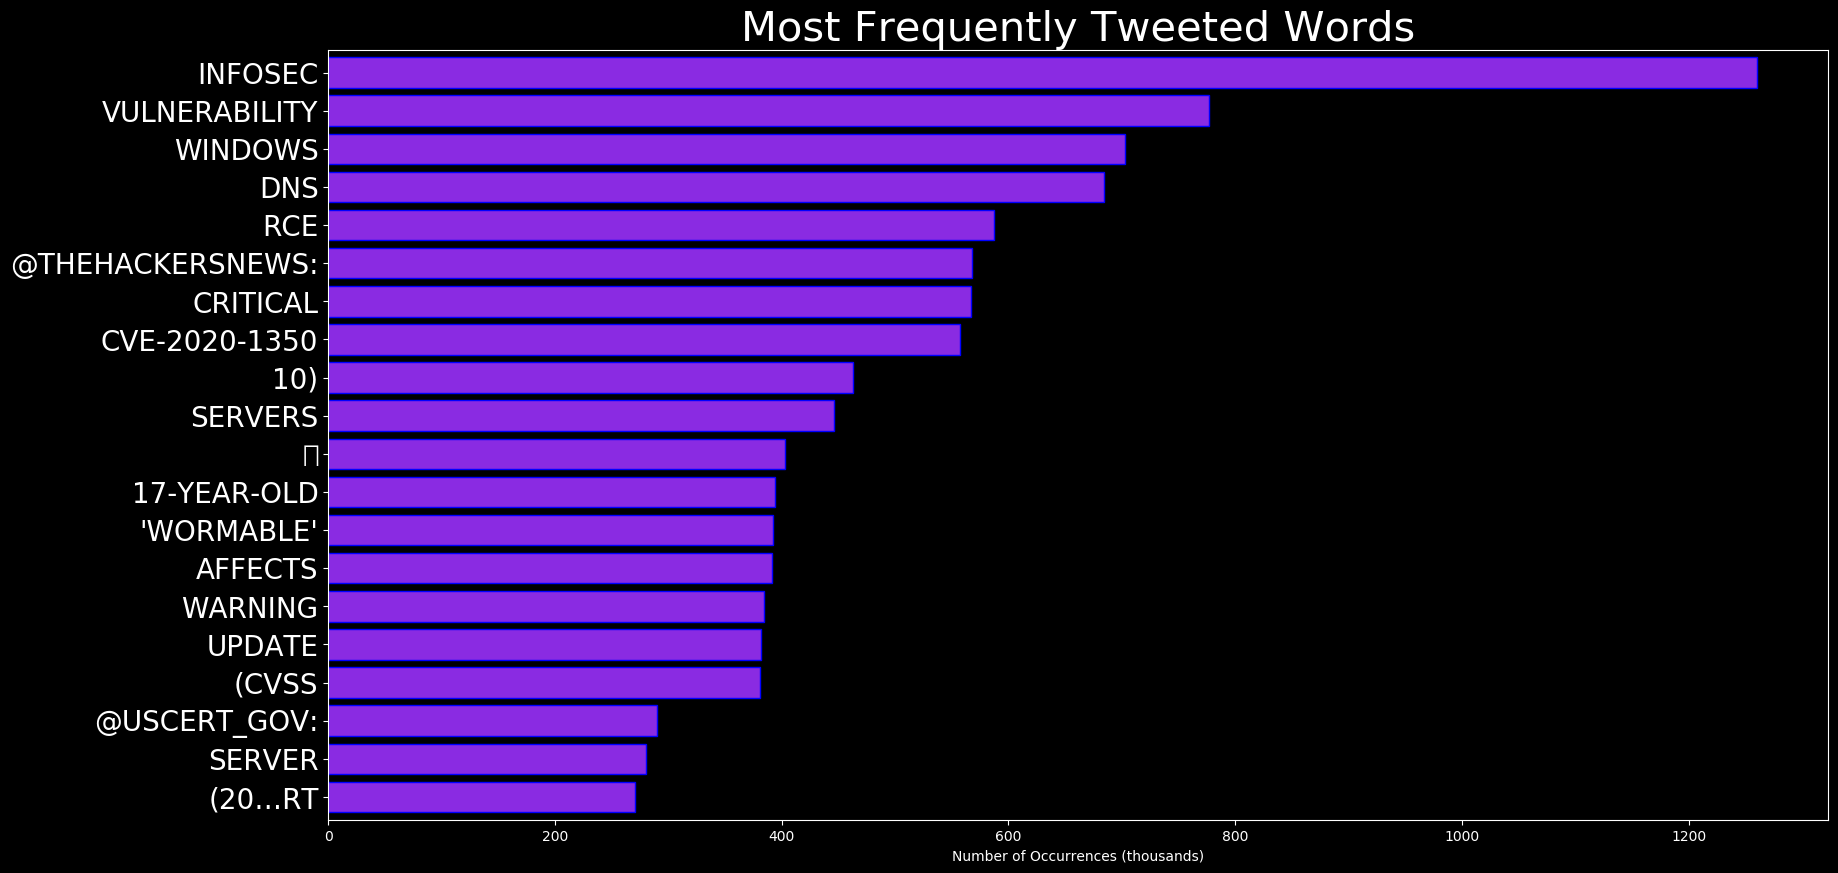 Most Frequently Tweeted Words
INFOSEC
VULNERABILITY
WINDOWS
DNS
RCE
@THEHACKERSNEWS:
CRITICAL
CVE-2020-1350
10)
SERVERS
17-YEAR-OLD
'WORMABLE'
AFFECTS
WARNING
UPDATE
(CVSS
@USCERT_GOV:
SERVER
(20…RT
0 200 400 600 800 1000 1200
Number of Occurrences (thousands)